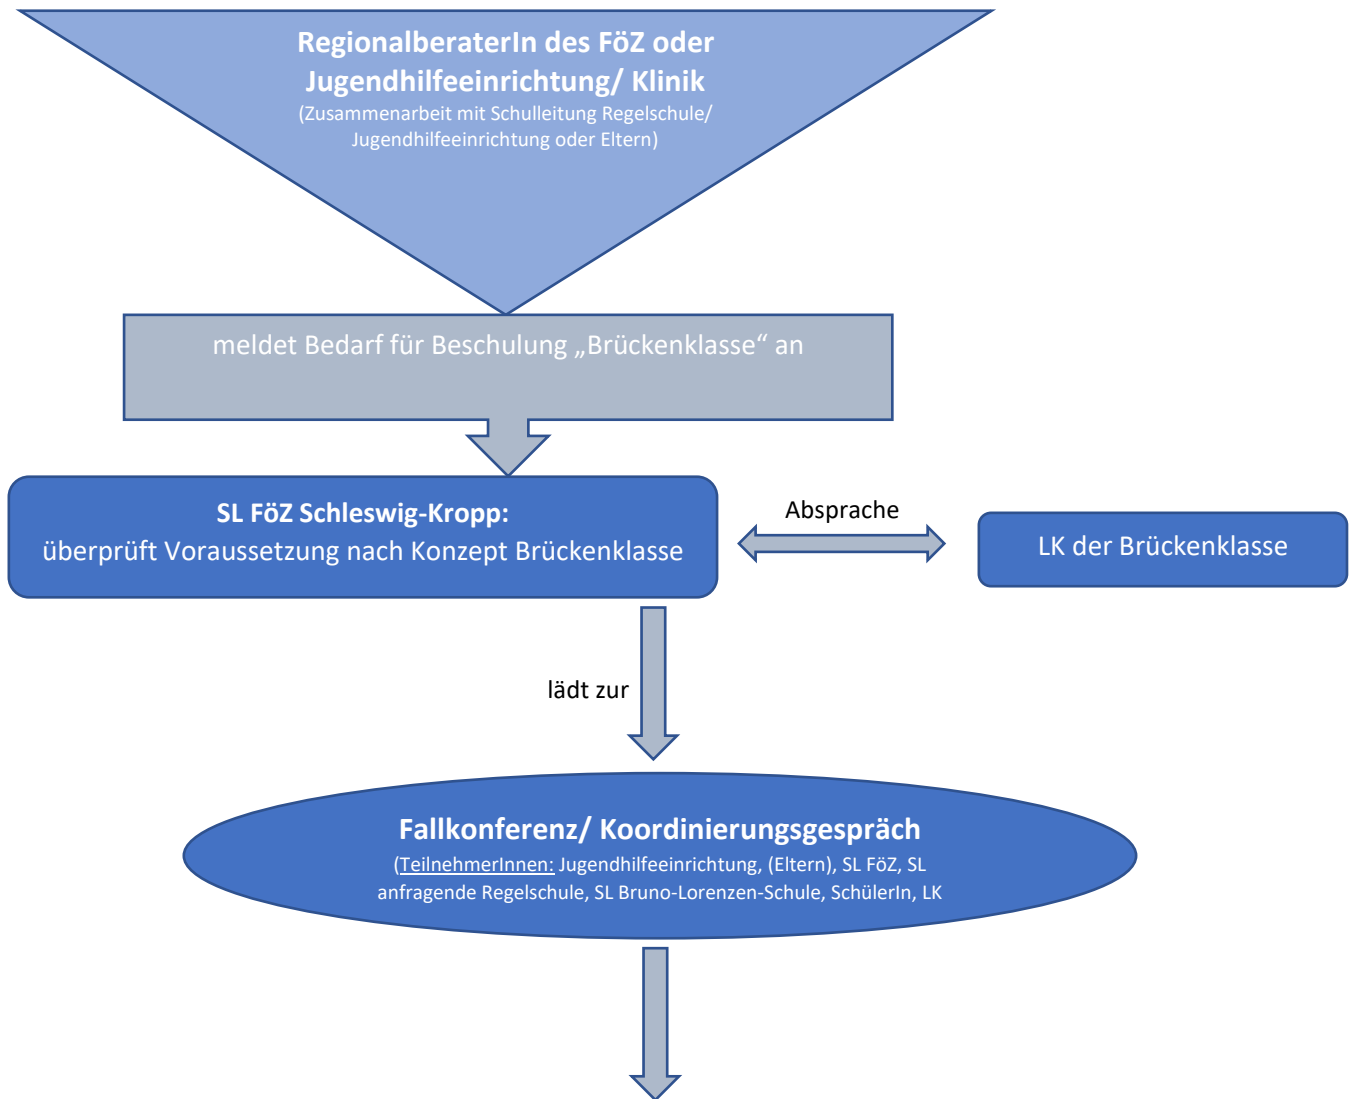 RegionalberaterIn des FöZ oder
Jugendhilfeeinrichtung/ Klinik
(Zusammenarbeit mit Schulleitung Regelschule/
Jugendhilfeeinrichtung oder Eltern)
meldet Bedarf für Beschulung „Brückenklasse“ an
SL FöZ Schleswig-Kropp:
überprüft Voraussetzung nach Konzept Brückenklasse
Absprache
LK der Brückenklasse
lädt zur
Fallkonferenz/ Koordinierungsgespräch
(TeilnehmerInnen: Jugendhilfeeinrichtung, (Eltern), SL FöZ, SL
anfragende Regelschule, SL Bruno-Lorenzen-Schule, SchülerIn, LK